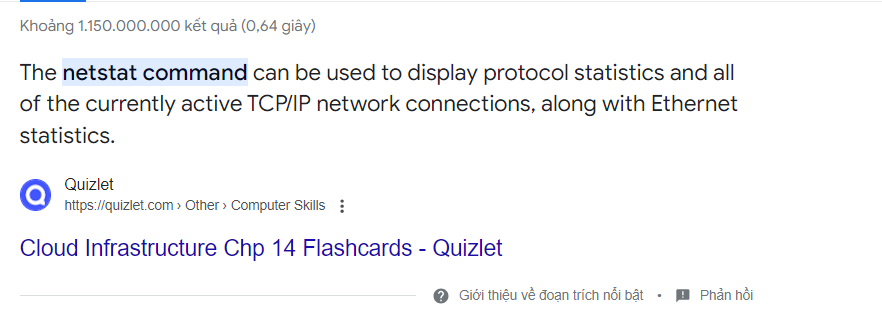 Khoảng 1.150.000.000 kết quả (0,64 giây)
The netstat command can be used to display protocol statistics and all
of the currently active TCP/IP network connections, along with Ethernet
statistics.
Quizlet
https://quizlet.com › Other › Computer Skills
Cloud Infrastructure Chp 14 Flashcards - Quizlet
Giới thiệu về đoạn trích nổi bật • Phản hồi